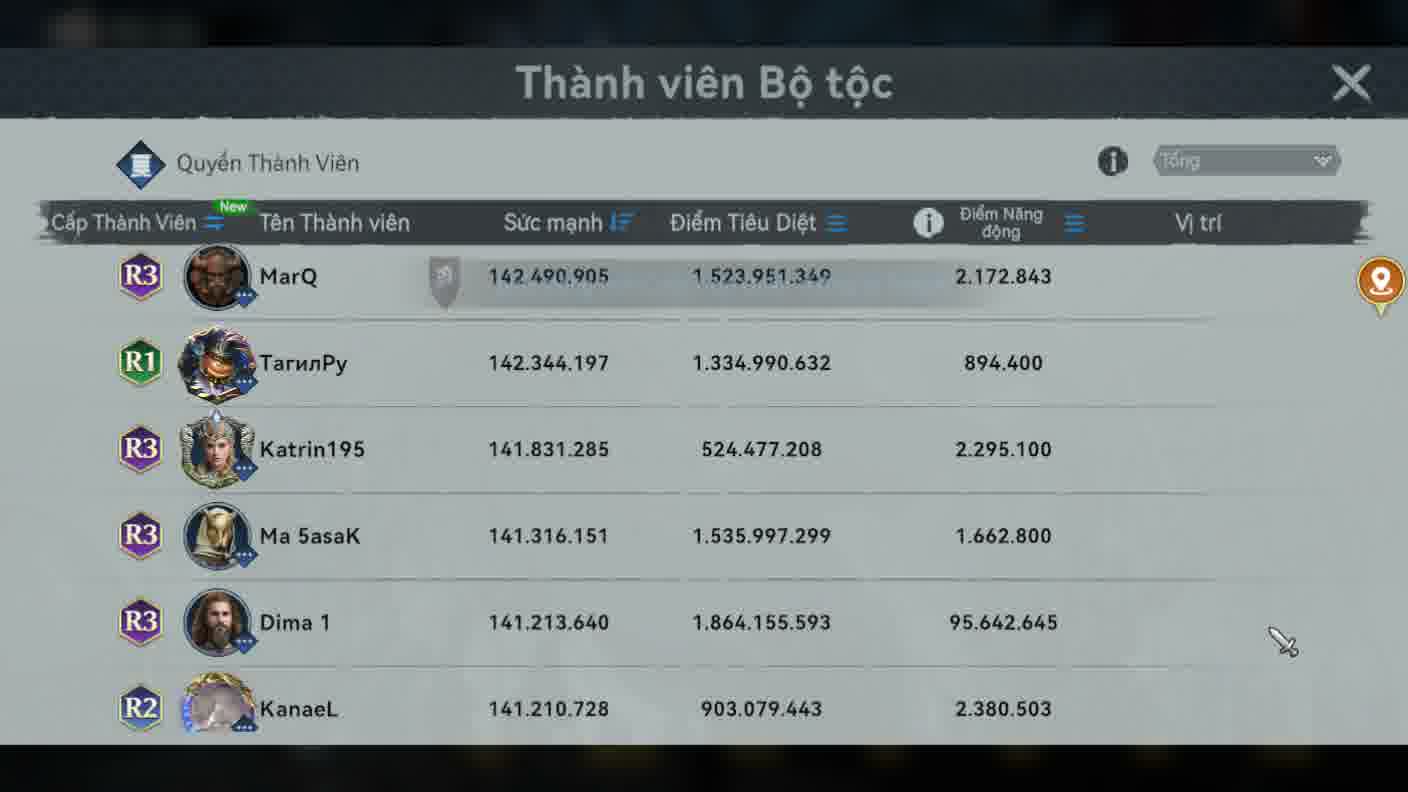 Thành viên Bộ tộc
Quyền Thành Viên
Tổng
Cấp Thành Viên New Tên Thành viên Sức mạnh Điểm Tiêu Diệt Điểm Năng động Vị trí
R3 MarQ 142.490.905 1.523.951.349 2.172.843
R1 ТагилРу 142.344.197 1.334.990.632 894.400
R3 Katrin195 141.831.285 524.477.208 2.295.100
R3 Ma 5asaK 141.316.151 1.535.997.299 1.662.800
R3 Dima 1 141.213.640 1.864.155.593 95.642.645
R2 KanaeL 141.210.728 903.079.443 2.380.503